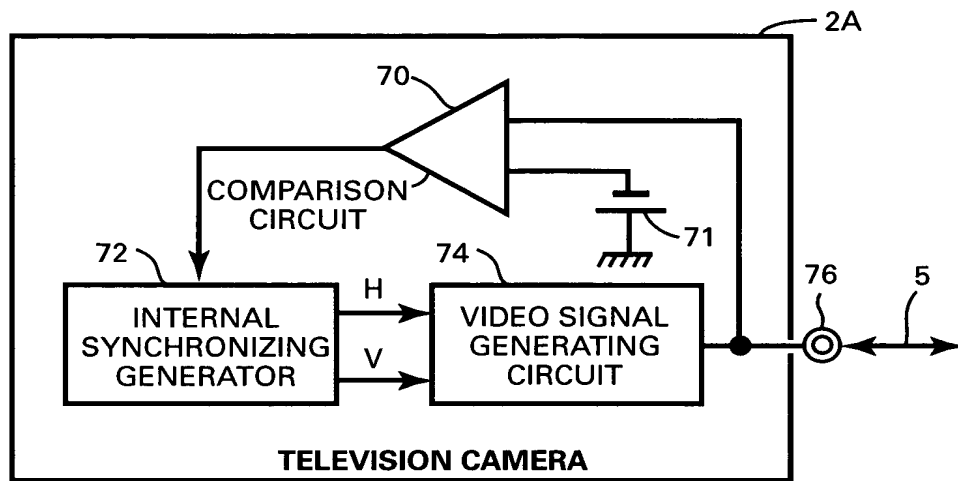 2A
70
COMPARISON
CIRCUIT
71
72
74
76
5
H
V
INTERNAL
SYNCHRONIZING
GENERATOR
VIDEO SIGNAL
GENERATING
CIRCUIT
TELEVISION CAMERA